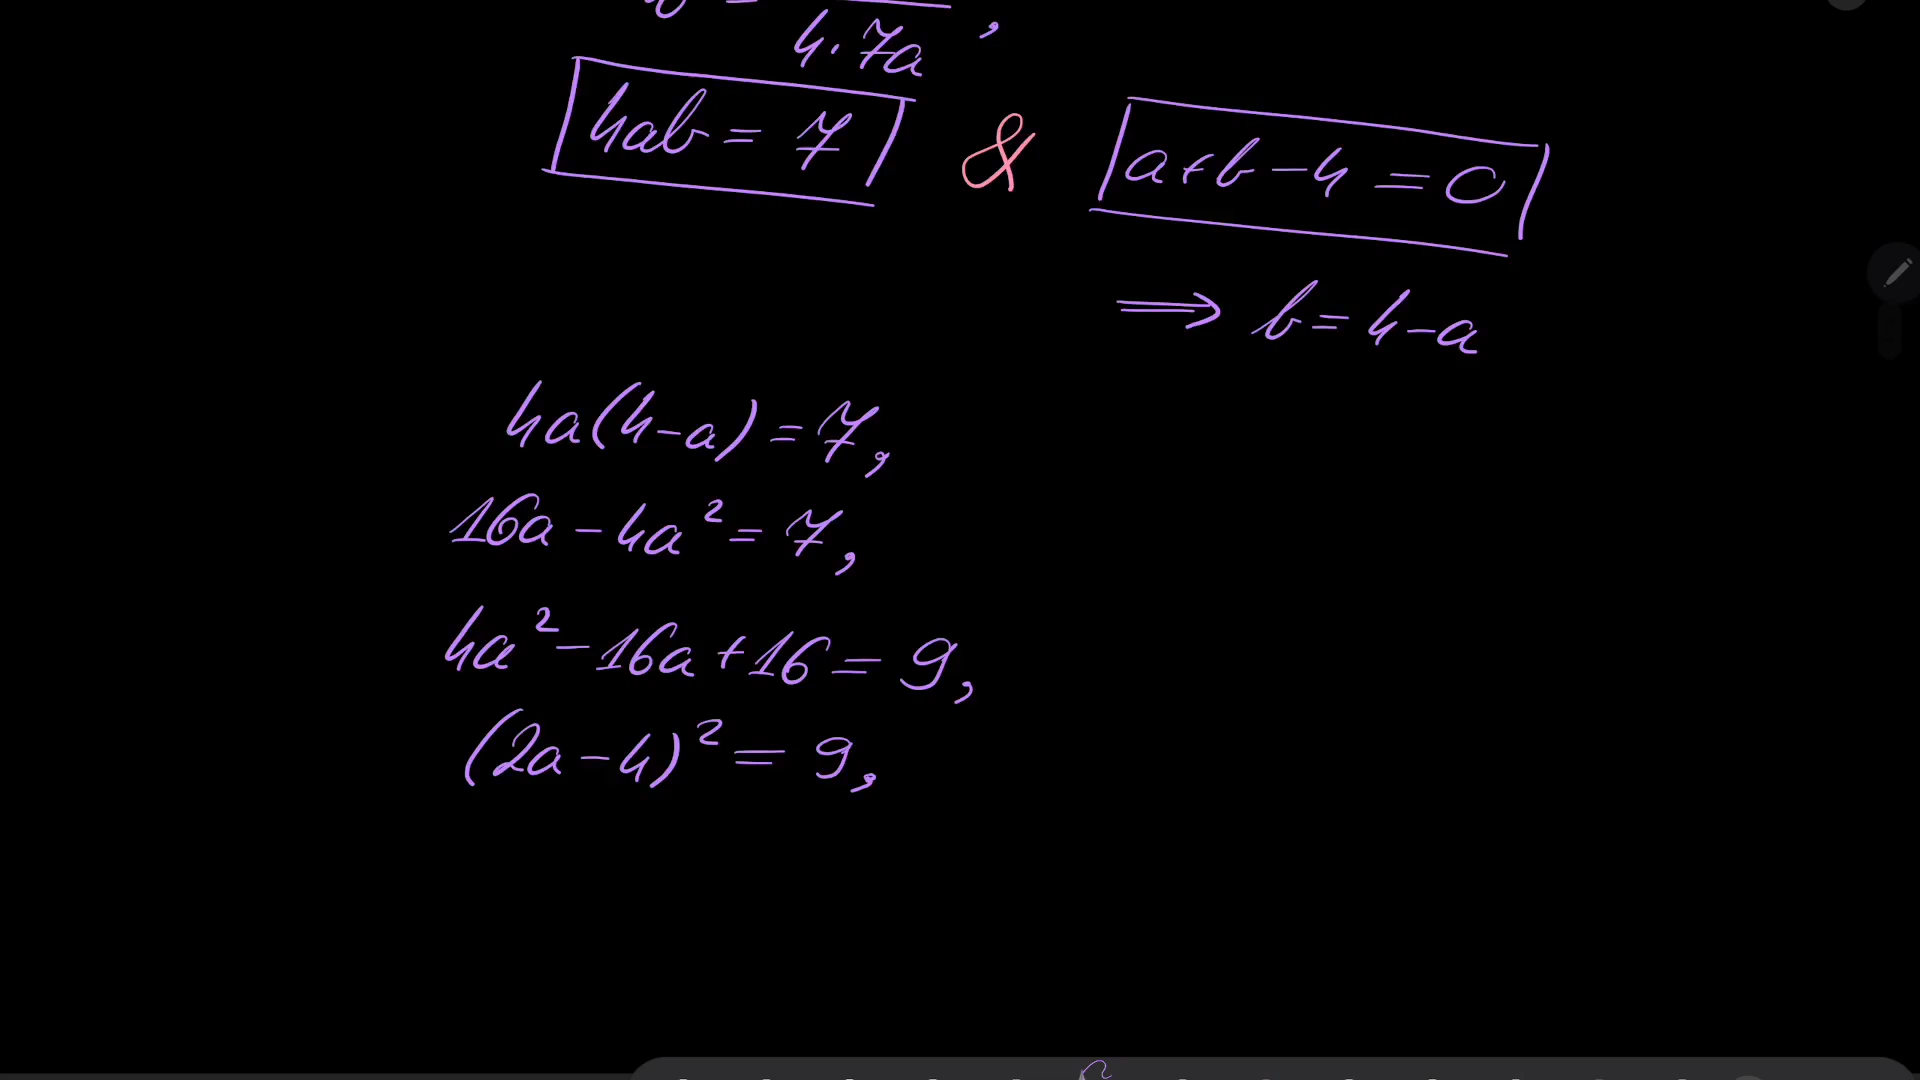 4·7a,
4ab = 7 & a+b-4=0
⟹ b=4-a
4a(4-a)=7,
16a-4a²=7,
4a²-16a+16=9,
(2a-4)²=9,